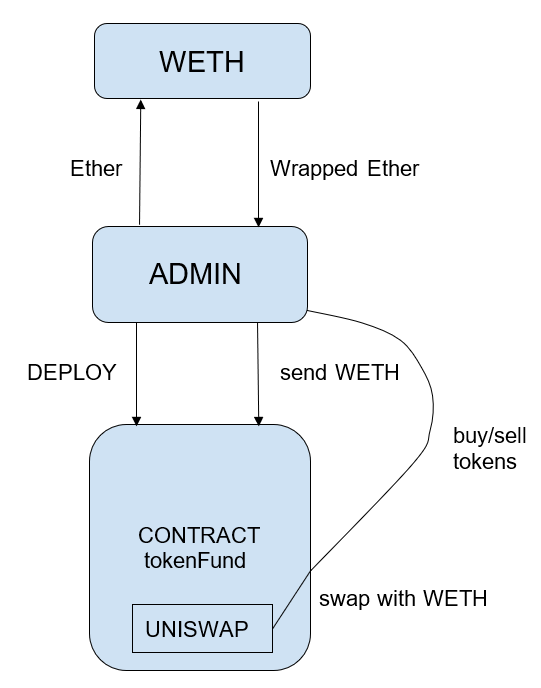 WETH
Ether
Wrapped Ether
ADMIN
DEPLOY
send WETH
buy/sell
tokens
CONTRACT
tokenFund
swap with WETH
UNISWAP